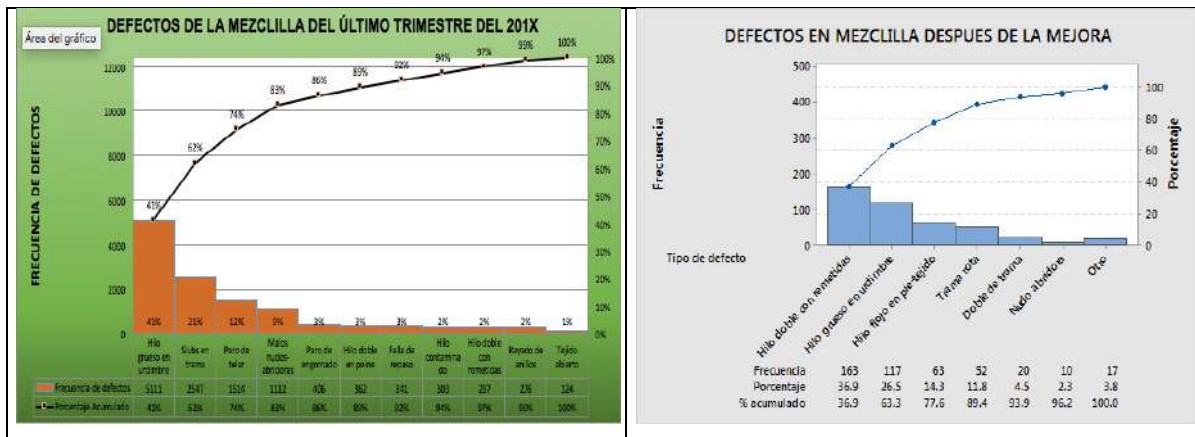 DEFECTOS DE LA MEZCLILLA DEL ÚLTIMO TRIMESTRE DEL 201X
Área del gráfico
FRECUENCIA DE DEFECTOS
12000
10000
8000
6000
4000
2000
0
100%
90%
80%
70%
60%
50%
40%
30%
20%
10%
0%
41% 62% 74% 83% 86% 89% 92% 94% 97% 99% 100%
41% 21% 12% 9% 3% 3% 3% 2% 2% 2% 1%
Hilo grueso en urdimbre
Slubs en trama
Paro de telar
Malos nudos-abridoras
Paro de engomado
Hilo doble en peine
Falla de repaso
Hilo contaminado
Hilo doble con remetidas
Rayado de anillos
Tejido abierto
Frecuencia de defectos 5111 2547 1514 1112 406 362 341 303 297 276 124
Porcentaje Acumulado 41% 62% 74% 83% 86% 89% 92% 94% 97% 99% 100%
DEFECTOS EN MEZCLILLA DESPUES DE LA MEJORA
Frecuencia
500
400
300
200
100
0
100
80
60
40
20
0
Porcentaje
Tipo de defecto
Hilo doble con remetidas
Hilo grueso en urdimbre
Hilo flojo en pie-tejido
Trama rota
Doble de trama
Nudo abridora
Otro
Frecuencia 163 117 63 52 20 10 17
Porcentaje 36.9 26.5 14.3 11.8 4.5 2.3 3.8
% acumulado 36.9 63.3 77.6 89.4 93.9 96.2 100.0